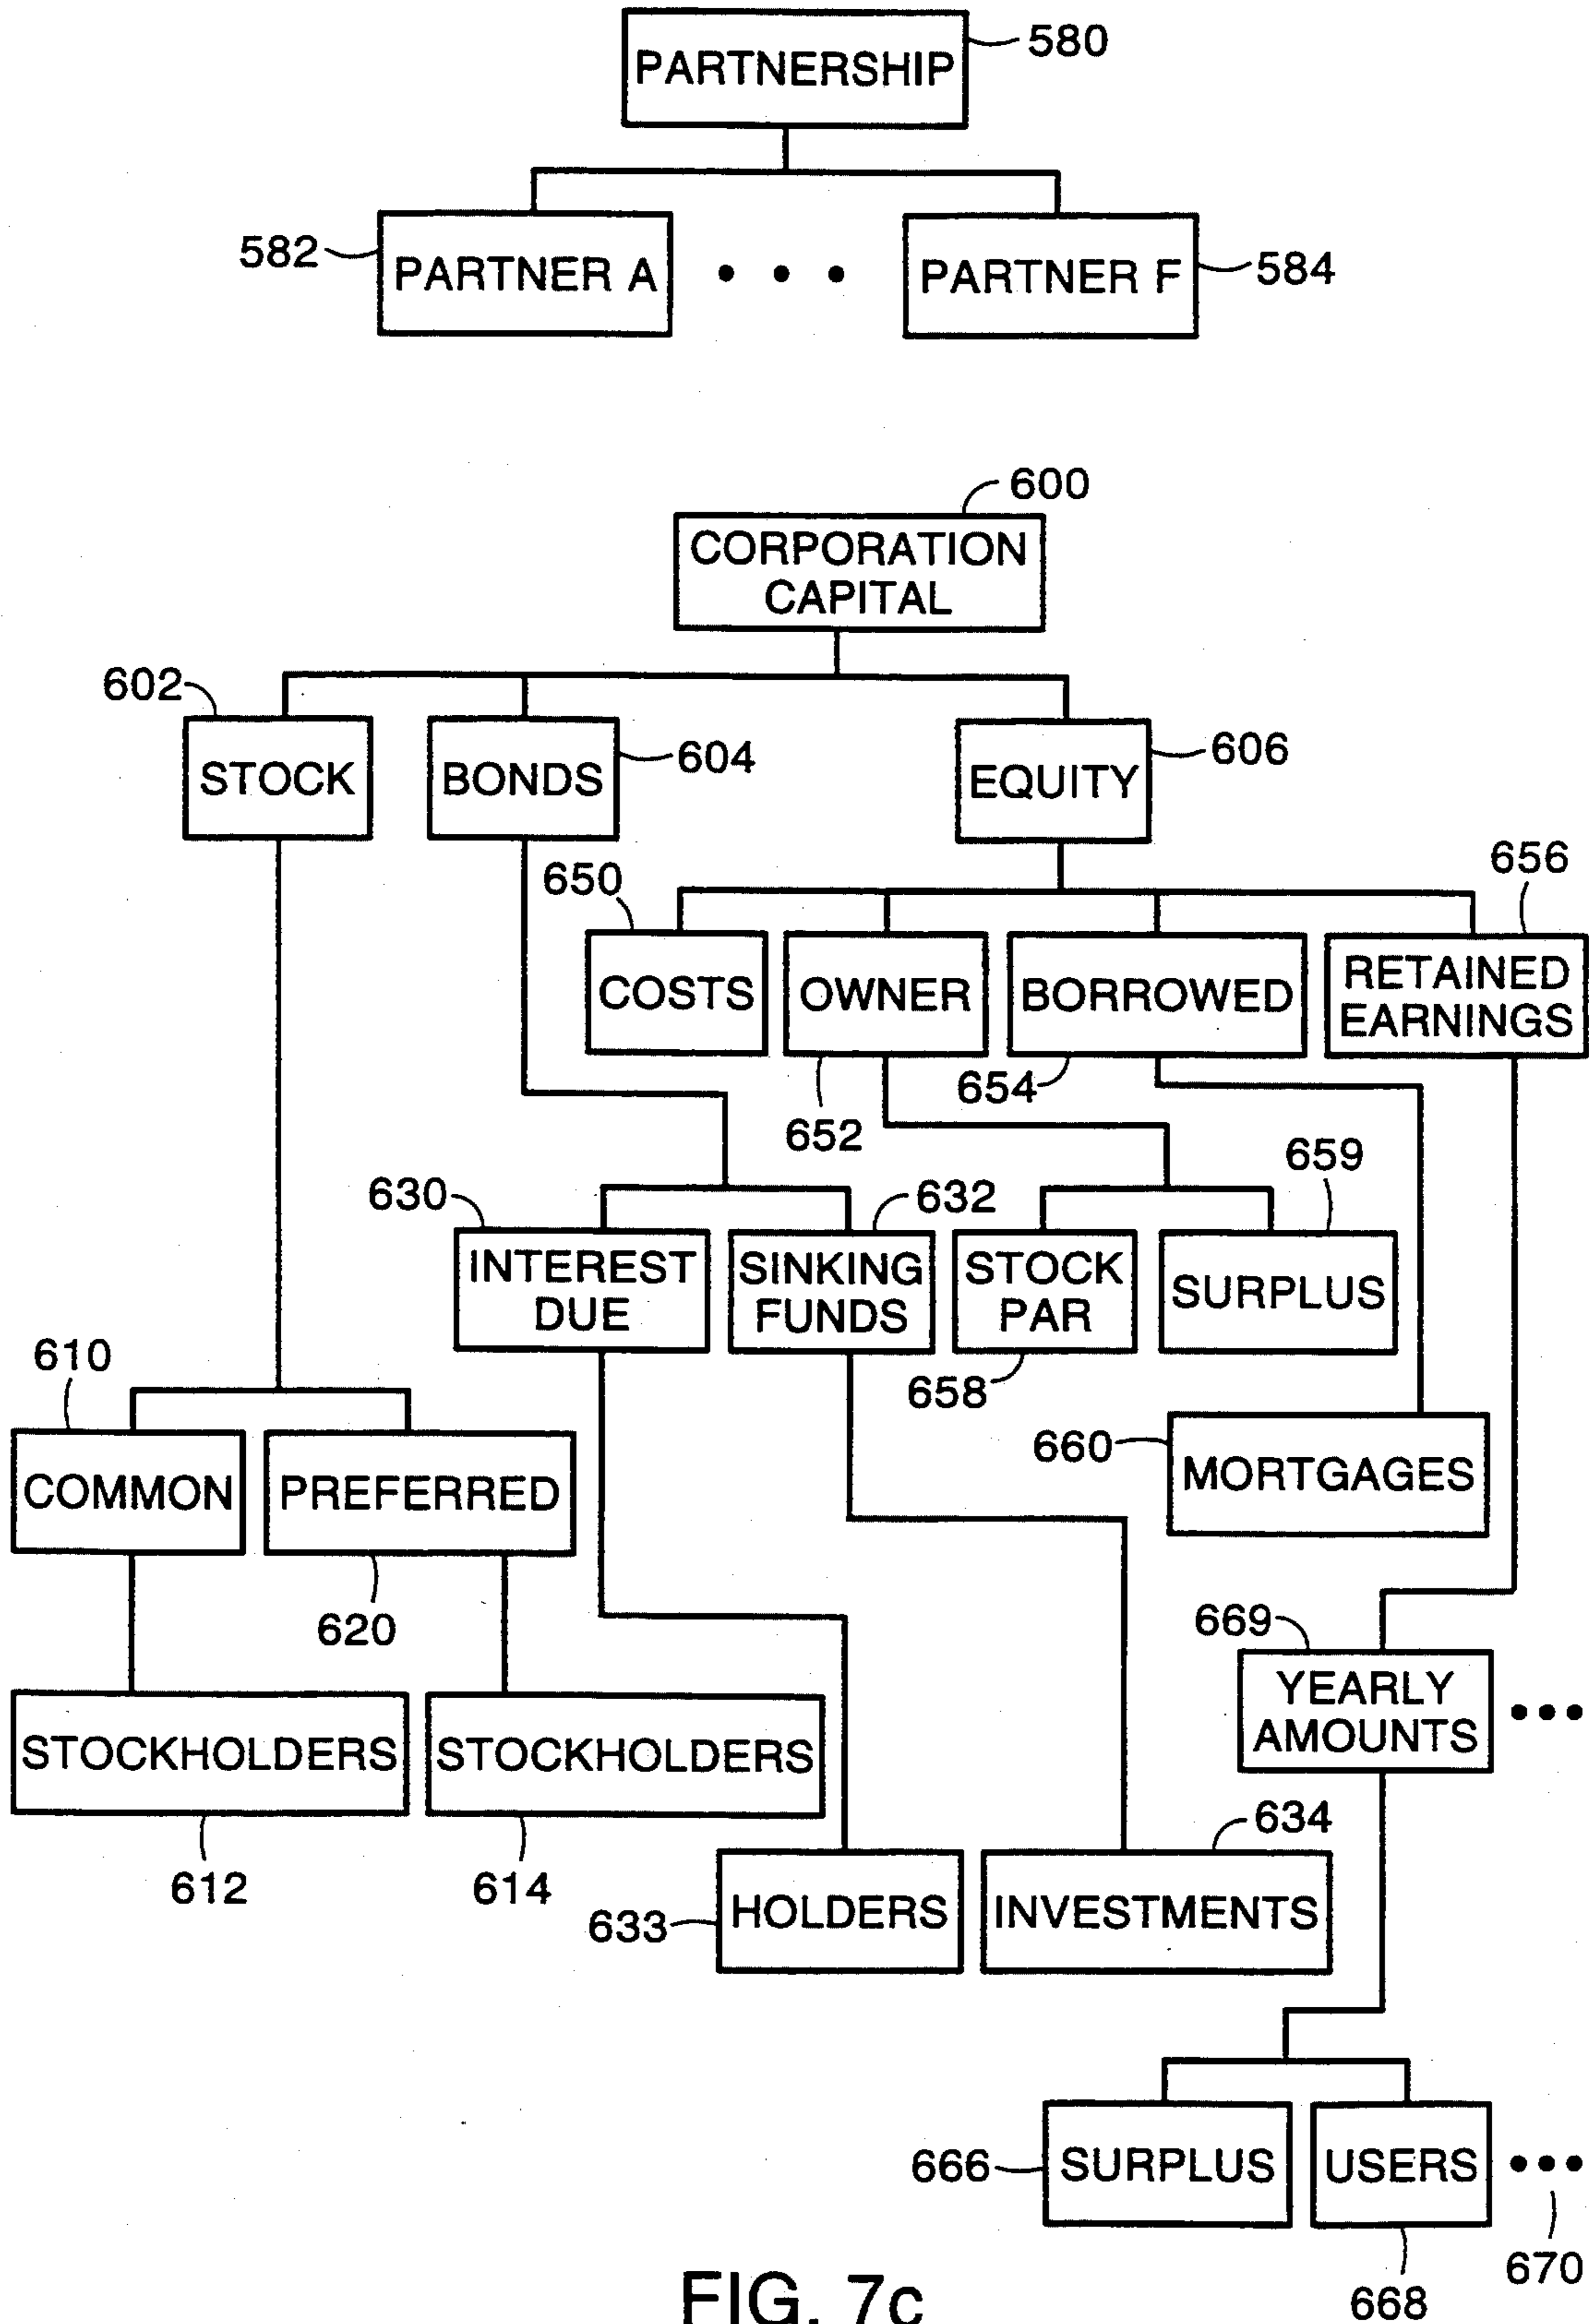 PARTNERSHIP
580
582
PARTNER A
• • •
PARTNER F
584
600
CORPORATION
CAPITAL
602
STOCK
BONDS
604
EQUITY
606
650
656
COSTS
OWNER
BORROWED
RETAINED
EARNINGS
652
654
659
630
632
INTEREST
DUE
SINKING
FUNDS
STOCK
PAR
SURPLUS
658
610
COMMON
PREFERRED
660
MORTGAGES
620
669
YEARLY
AMOUNTS
•••
STOCKHOLDERS
STOCKHOLDERS
612
614
634
633
HOLDERS
INVESTMENTS
666
SURPLUS
USERS
•••
670
668
FIG. 7c